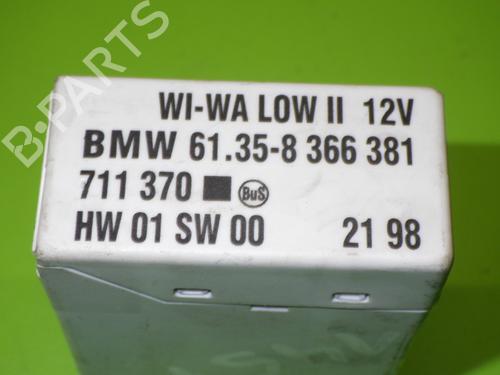 WI-WA LOW II 12V
BMW 61.35-8 366 381
711 370 ■ BuS
HW 01 SW 00 21 98
B-PARTS